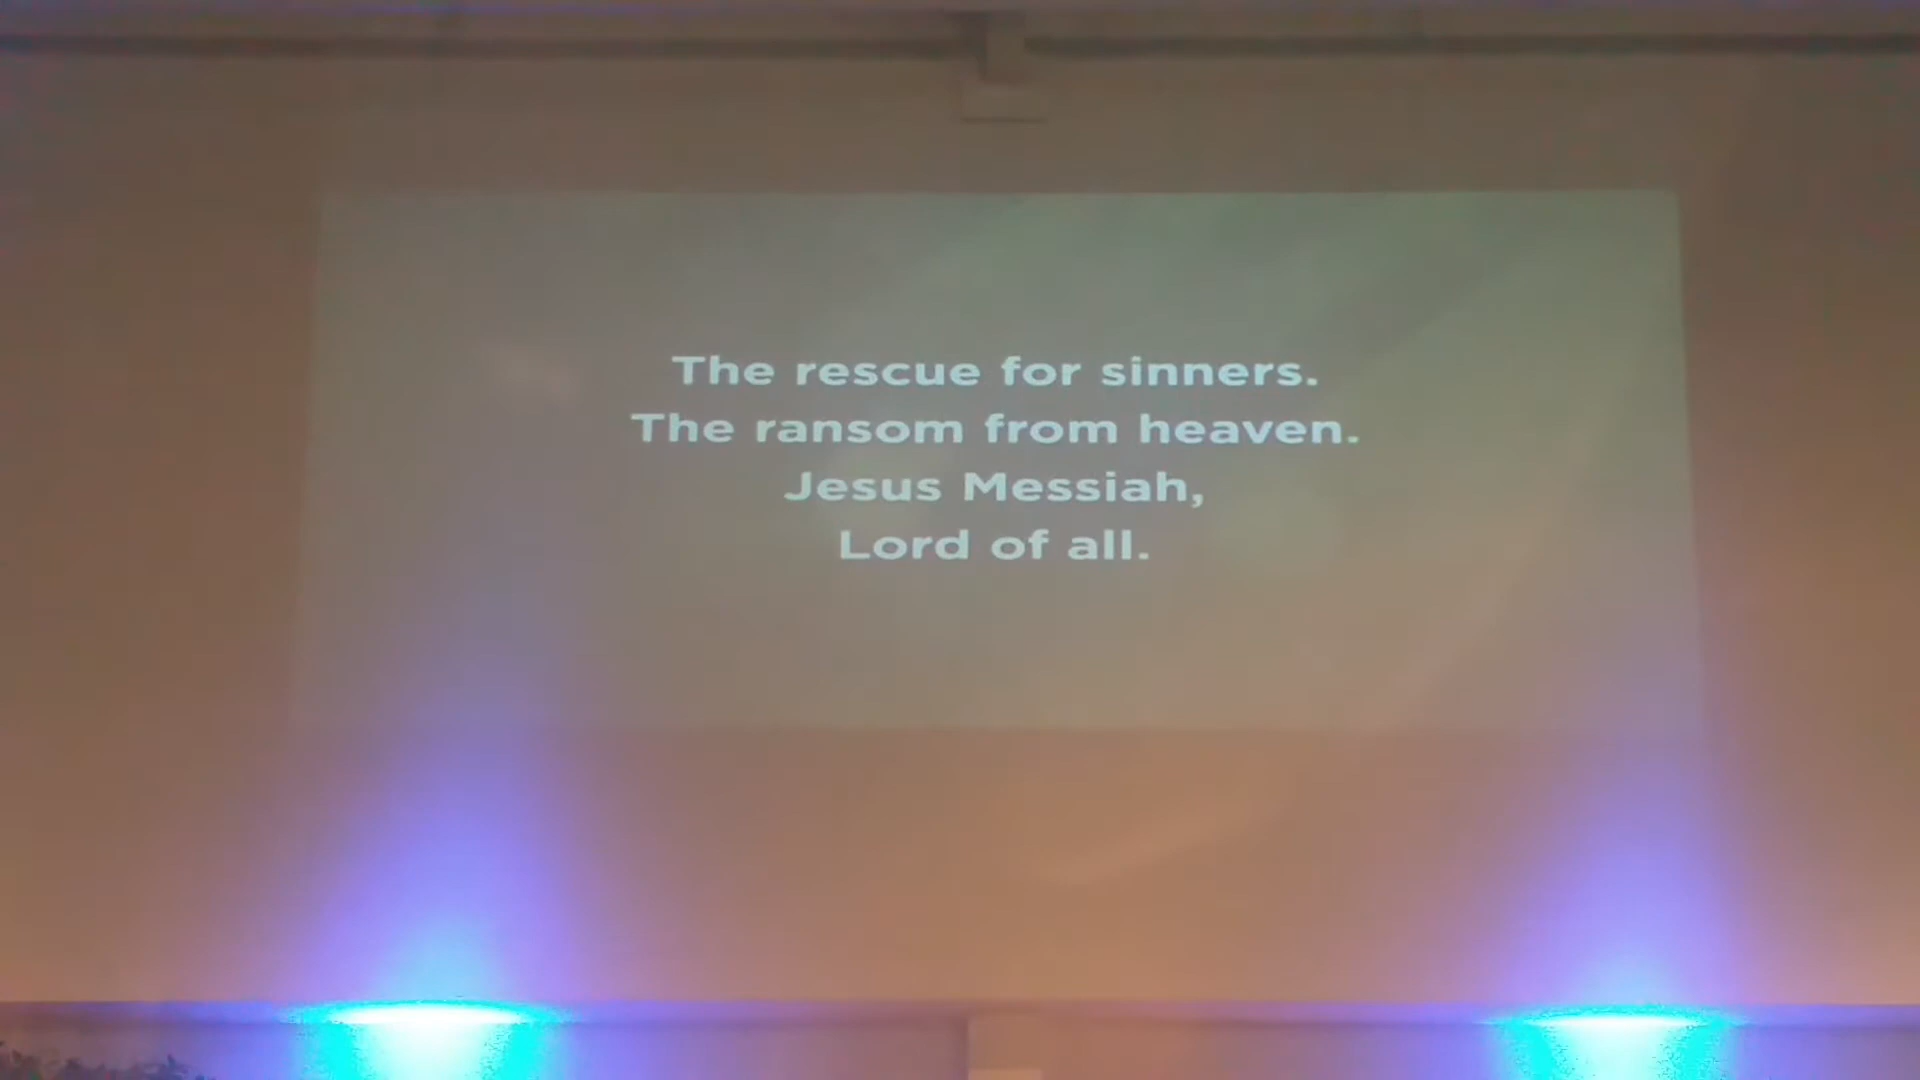 The rescue for sinners.
The ransom from heaven.
Jesus Messiah,
Lord of all.